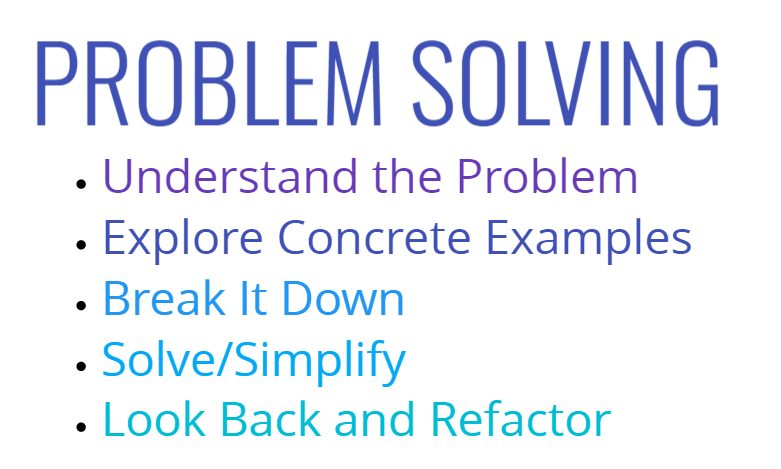 PROBLEM SOLVING
• Understand the Problem
• Explore Concrete Examples
• Break It Down
• Solve/Simplify
• Look Back and Refactor